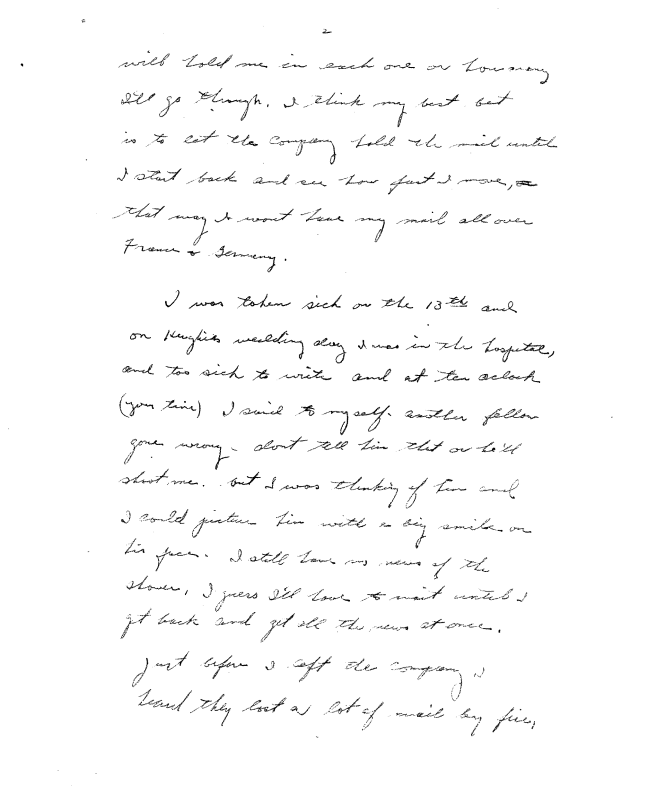 2
will hold me in each one or how many
I'll go through. I think my best bet
is to let the Company hold the mail until
I start back and see how fast I move,
that way I wont have my mail all over
France & Germany.
I was taken sick on the 13th and
on Hughies wedding day I was in the hospital,
and too sick to write and at ten oclock
(your time) I said to myself- another fellow
gone wrong - dont tell him that or he'll
shoot me. but I was thinking of him and
I could picture him with a big smile on
his face. I still have no news of the
shower, I guess I'll have to wait until I
get back and get all the news at once.
Just before I left the company I
heard they lost a lot of mail by fire,